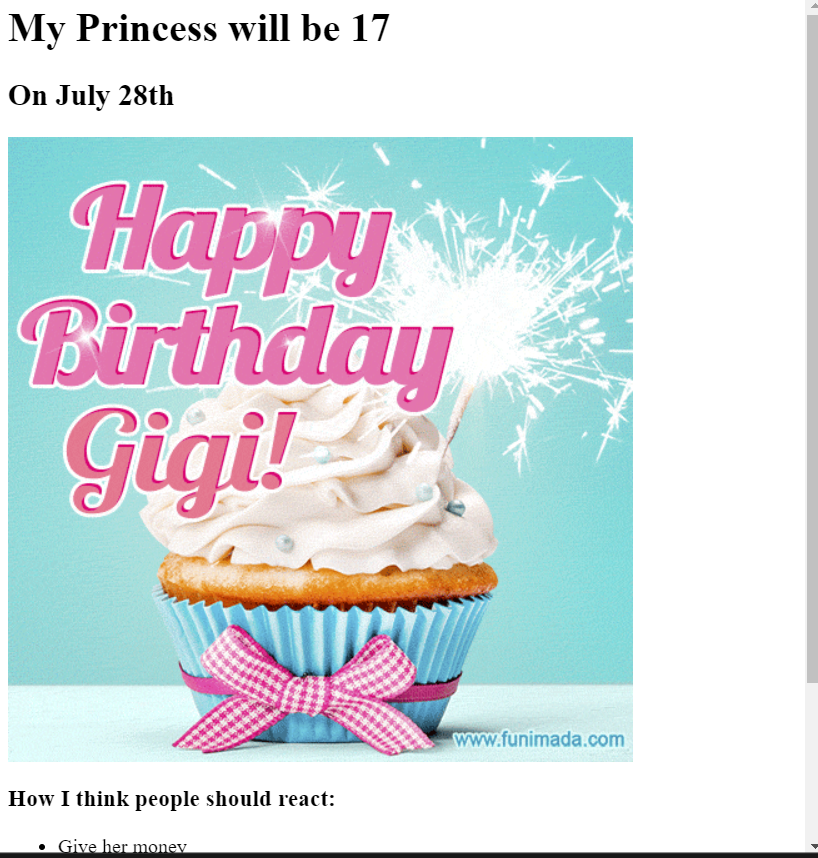 My Princess will be 17
On July 28th
Happy
Birthday
Gigi!
www.funimada.com
How I think people should react:
Give her money